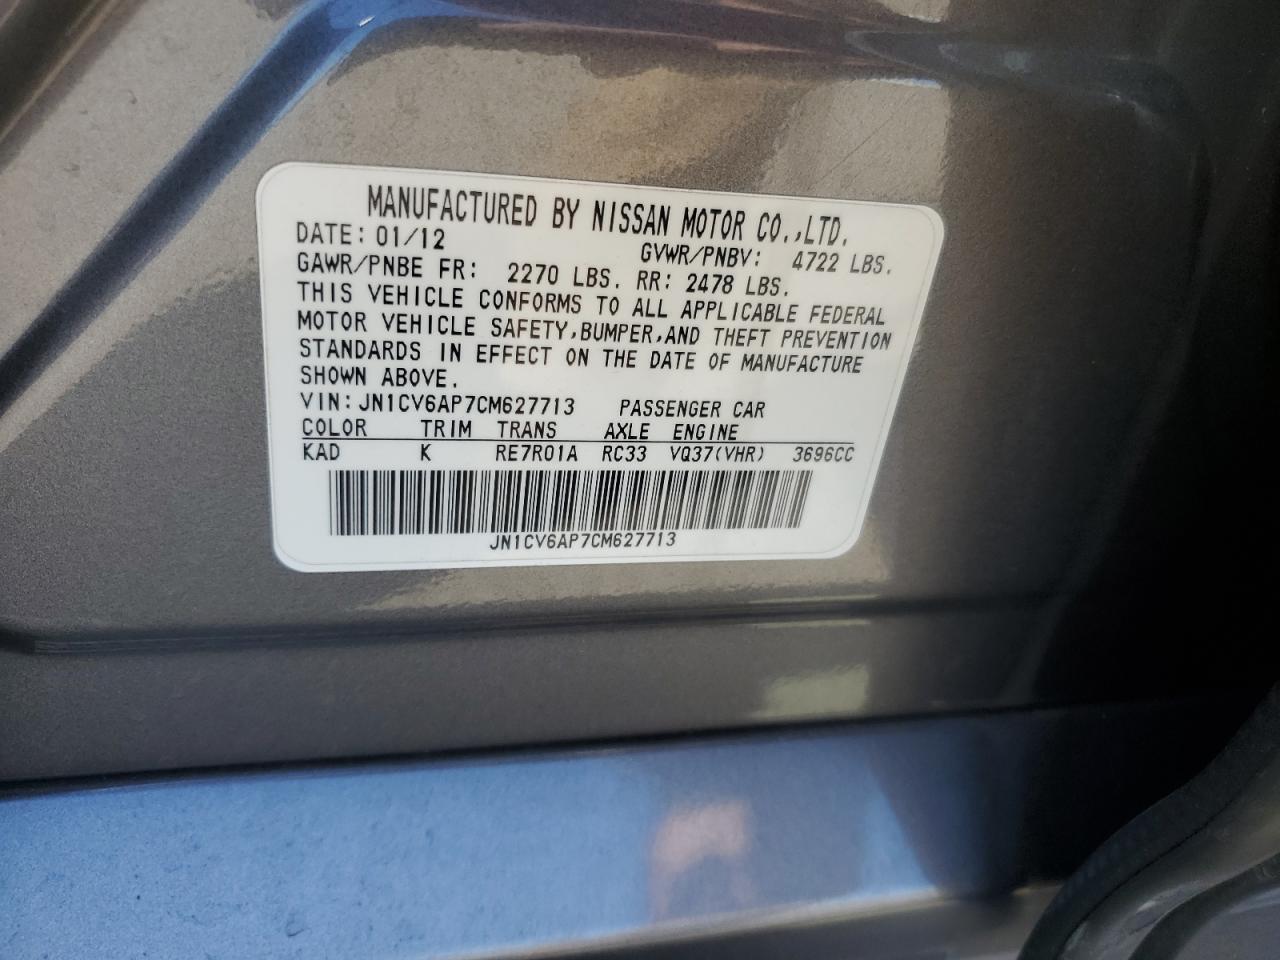 MANUFACTURED BY NISSAN MOTOR CO.,LTD.
DATE: 01/12 GVWR/PNBV: 4722 LBS.
GAWR/PNBE FR: 2270 LBS. RR: 2478 LBS.
THIS VEHICLE CONFORMS TO ALL APPLICABLE FEDERAL
MOTOR VEHICLE SAFETY,BUMPER,AND THEFT PREVENTION
STANDARDS IN EFFECT ON THE DATE OF MANUFACTURE
SHOWN ABOVE.
VIN:JN1CV6AP7CM627713 PASSENGER CAR
COLOR TRIM TRANS AXLE ENGINE
KAD K RE7R01A RC33 VQ37(VHR) 3696CC
JN1CV6AP7CM627713